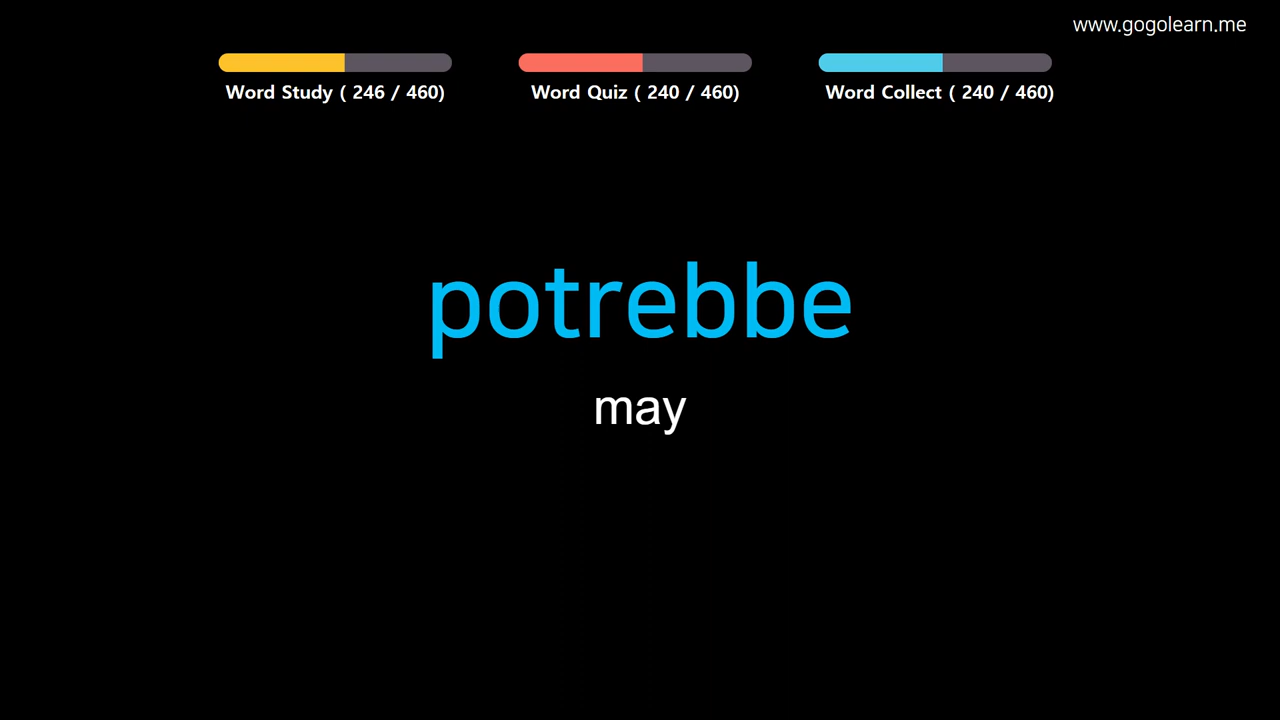 www.gogolearn.me
Word Study ( 246 / 460)
Word Quiz ( 240 / 460)
Word Collect ( 240 / 460)
potrebbe
may